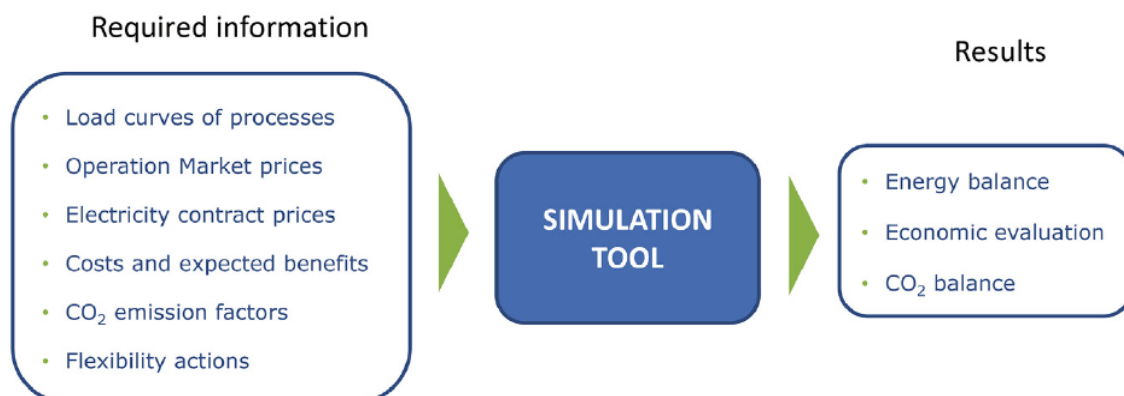 Required information
• Load curves of processes
• Operation Market prices
• Electricity contract prices
• Costs and expected benefits
• CO₂ emission factors
• Flexibility actions
SIMULATION
TOOL
Results
• Energy balance
• Economic evaluation
• CO₂ balance